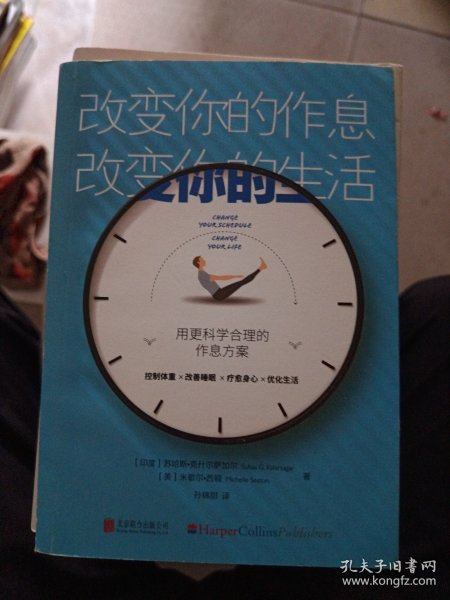 改变你的作息
改变你的生活
CHANGE
YOUR SCHEDULE
CHANGE
YOUR LIFE
用更科学合理的
作息方案
控制体重×改善睡眠×疗愈身心×优化生活
[印度]苏哈斯·克什尔萨加尔 Suhas G. Kshirsagar
[美]米歇尔·西顿 Michelle Seaton
著
孙锦甜 译
北京联合出版公司
HarperCollinsPublishers
孔夫子旧书网
www.kongfz.com